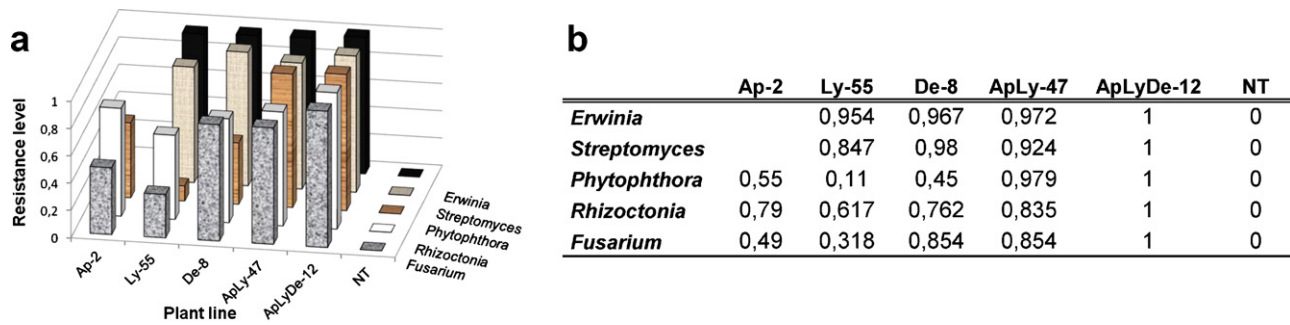 a
Resistance level
1
0,8
0,6
0,4
0,2
0
Ap-2
Ly-55
De-8
ApLy-47
ApLyDe-12
NT
Plant line
Erwinia
Streptomyces
Phytophthora
Rhizoctonia
Fusarium
b
Ap-2 Ly-55 De-8 ApLy-47 ApLyDe-12 NT
Erwinia 0,954 0,967 0,972 1 0
Streptomyces 0,847 0,98 0,924 1 0
Phytophthora 0,55 0,11 0,45 0,979 1 0
Rhizoctonia 0,79 0,617 0,762 0,835 1 0
Fusarium 0,49 0,318 0,854 0,854 1 0